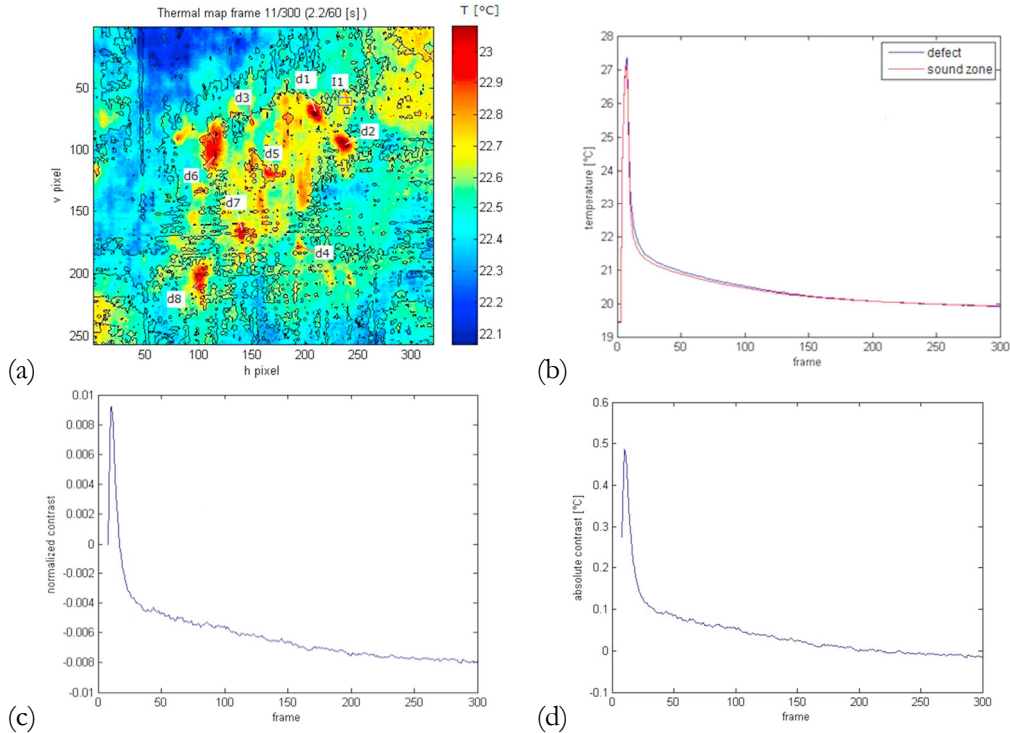 Thermal map frame 11/300 (2.2/60 [s] )
T [°C]
50
100
150
200
250
v pixel
d1
I1
d3
d2
d5
d6
d7
d4
d8
50
100
150
200
250
300
h pixel
23
22.9
22.8
22.7
22.6
22.5
22.4
22.3
22.2
22.1
(a)
28
27
26
25
24
23
22
21
20
19
temperature [°C]
defect
sound zone
0
50
100
150
200
250
300
frame
(b)
0.01
0.008
0.006
0.004
0.002
0
-0.002
-0.004
-0.006
-0.008
-0.01
normalized contrast
0
50
100
150
200
250
300
frame
(c)
0.6
0.5
0.4
0.3
0.2
0.1
0
-0.1
absolute contrast [°C]
0
50
100
150
200
250
300
frame
(d)